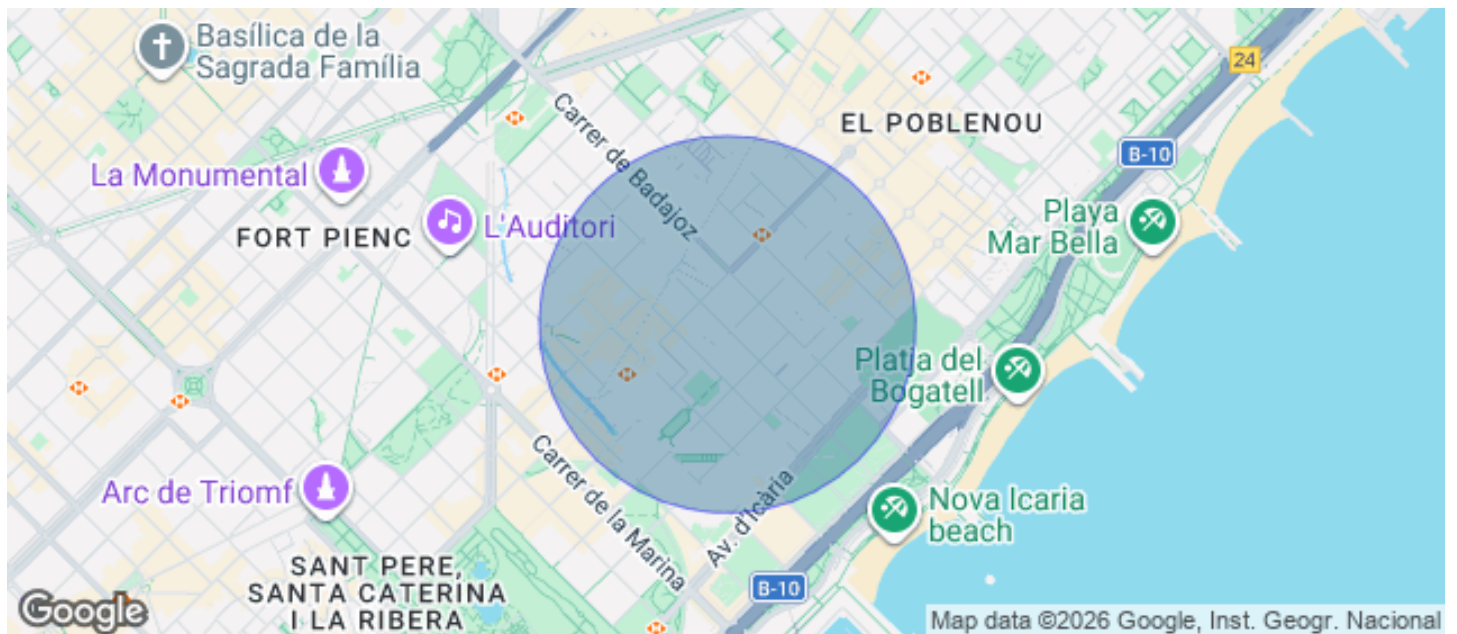 Basílica de la
Sagrada Família
24
Carrer de Badajoz
EL POBLENOU
B-10
La Monumental
L'Auditori
FORT PIENC
Playa
Mar Bella
Platja del
Bogatell
Arc de Triomf
Carrer de la Marina
Av. d'Icària
Nova Icaria
beach
SANT PERE,
SANTA CATERINA
I LA RIBERA
B-10
Google
Map data ©2026 Google, Inst. Geogr. Nacional